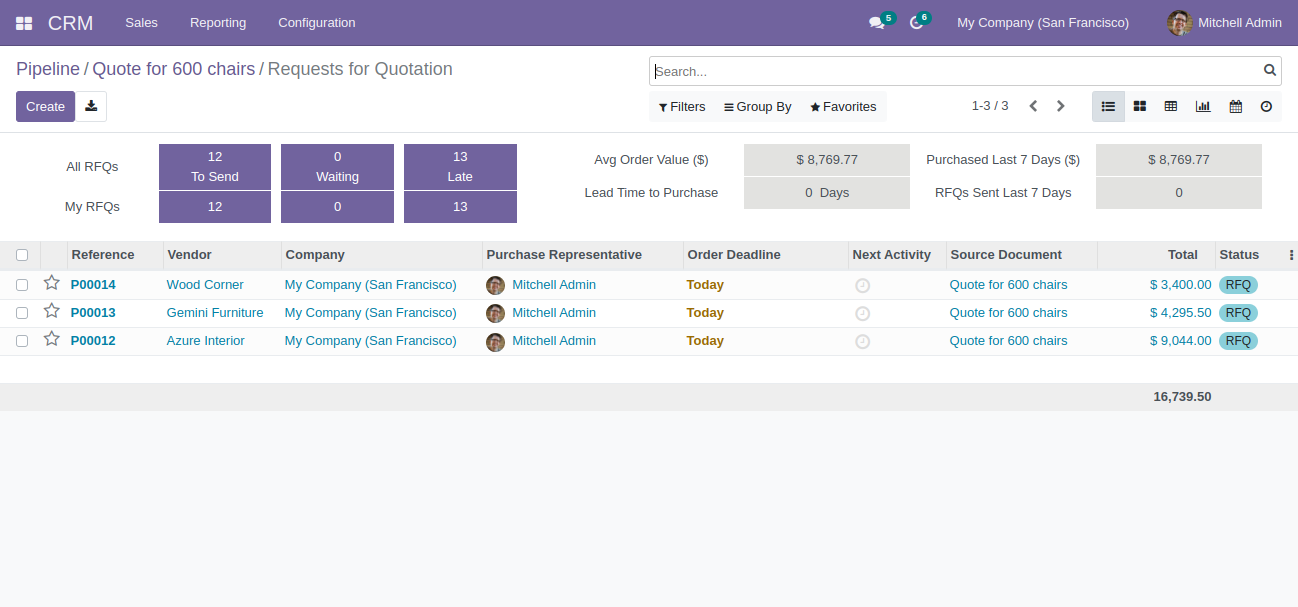 CRM Sales Reporting Configuration 5 6 My Company (San Francisco) Mitchell Admin
Pipeline / Quote for 600 chairs / Requests for Quotation
Search...
Create
Filters Group By Favorites 1-3 / 3
All RFQs
12 To Send
0 Waiting
13 Late
My RFQs 12 0 13
Avg Order Value ($) $ 8,769.77 Purchased Last 7 Days ($) $ 8,769.77
Lead Time to Purchase 0 Days RFQs Sent Last 7 Days 0
Reference Vendor Company Purchase Representative Order Deadline Next Activity Source Document Total Status
P00014 Wood Corner My Company (San Francisco) Mitchell Admin Today Quote for 600 chairs $ 3,400.00 RFQ
P00013 Gemini Furniture My Company (San Francisco) Mitchell Admin Today Quote for 600 chairs $ 4,295.50 RFQ
P00012 Azure Interior My Company (San Francisco) Mitchell Admin Today Quote for 600 chairs $ 9,044.00 RFQ
16,739.50